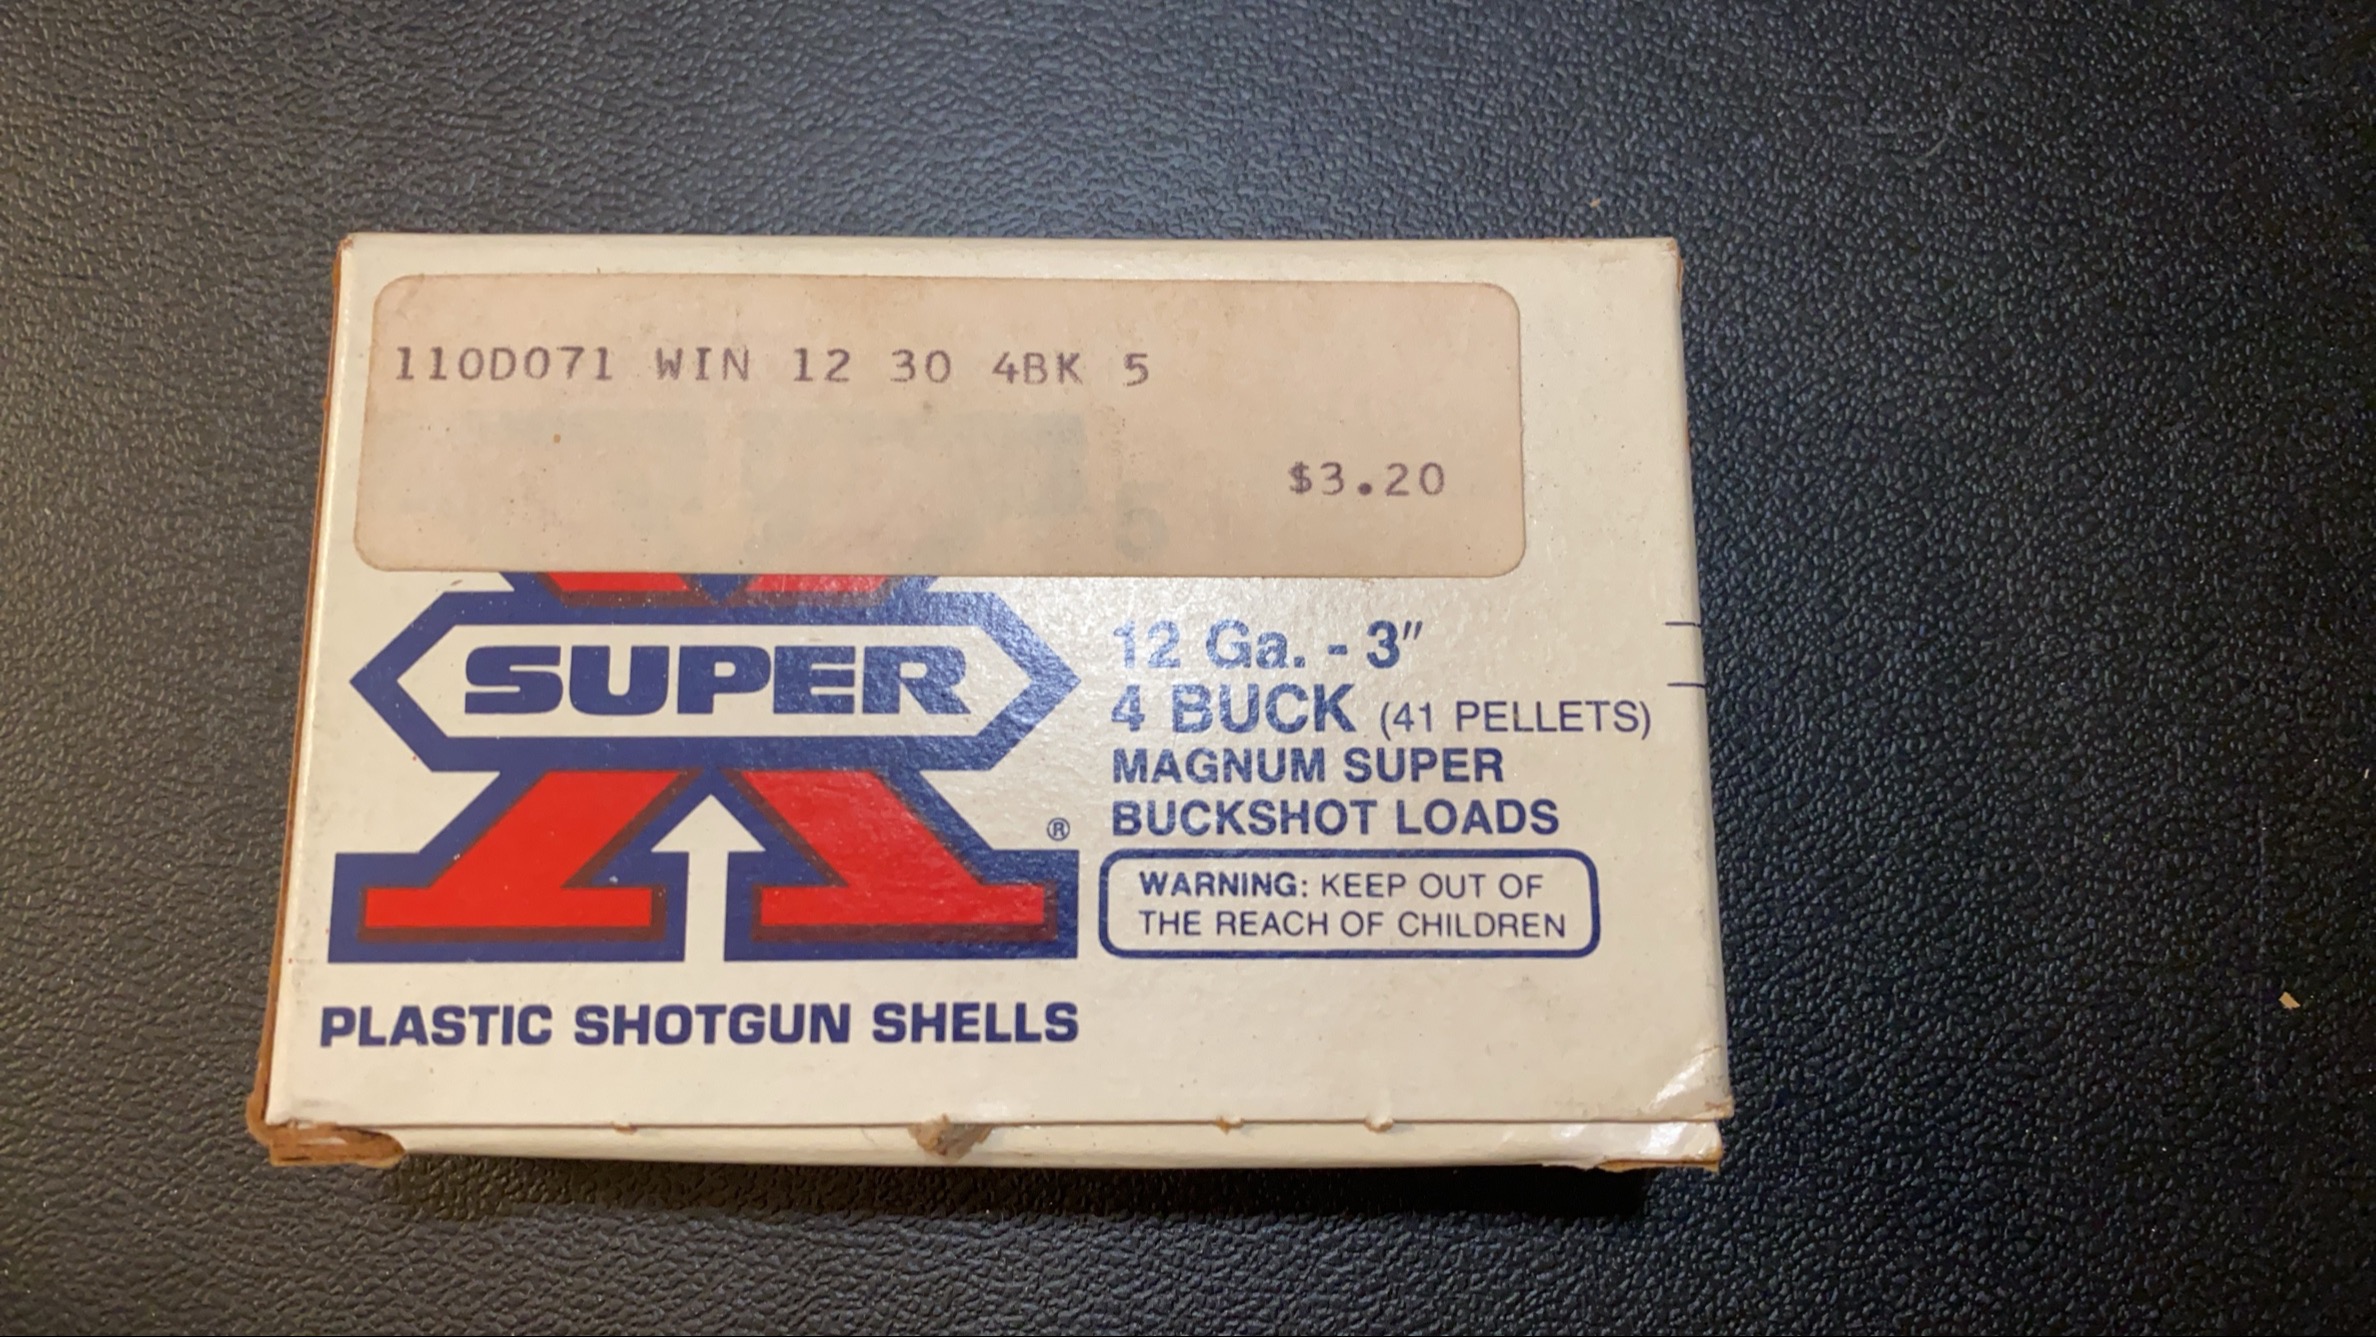 110D071 WIN 12 30 4BK 5
$3.20
SUPER
X
®
12 Ga. - 3"
4 BUCK (41 PELLETS)
MAGNUM SUPER
BUCKSHOT LOADS
WARNING: KEEP OUT OF
THE REACH OF CHILDREN
PLASTIC SHOTGUN SHELLS